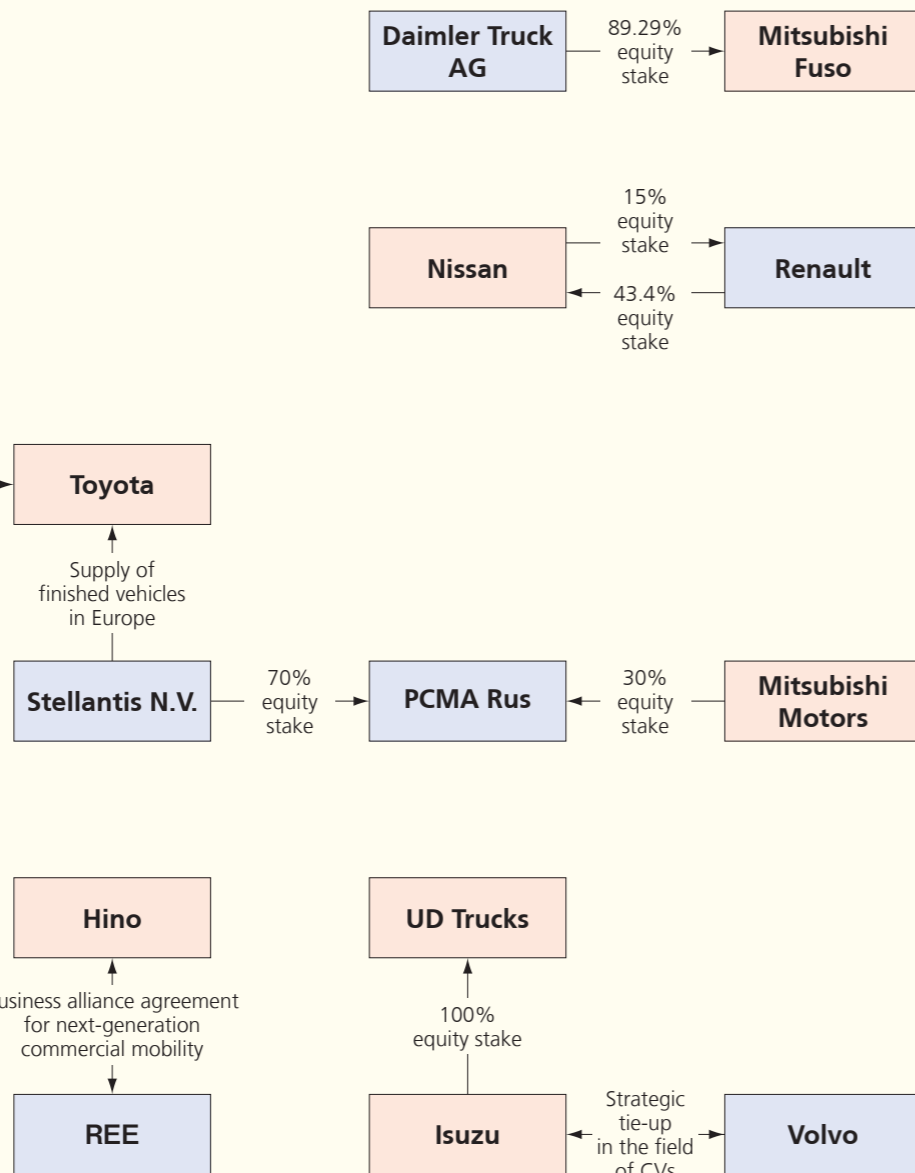 Daimler Truck
AG
89.29%
equity
stake
Mitsubishi
Fuso
Nissan
15%
equity
stake
43.4%
equity
stake
Renault
Toyota
Supply of
finished vehicles
in Europe
Stellantis N.V.
70%
equity
stake
PCMA Rus
30%
equity
stake
Mitsubishi
Motors
Hino
usiness alliance agreement
for next-generation
commercial mobility
REE
UD Trucks
100%
equity stake
Isuzu
Strategic
tie-up
in the field
of CVs
Volvo